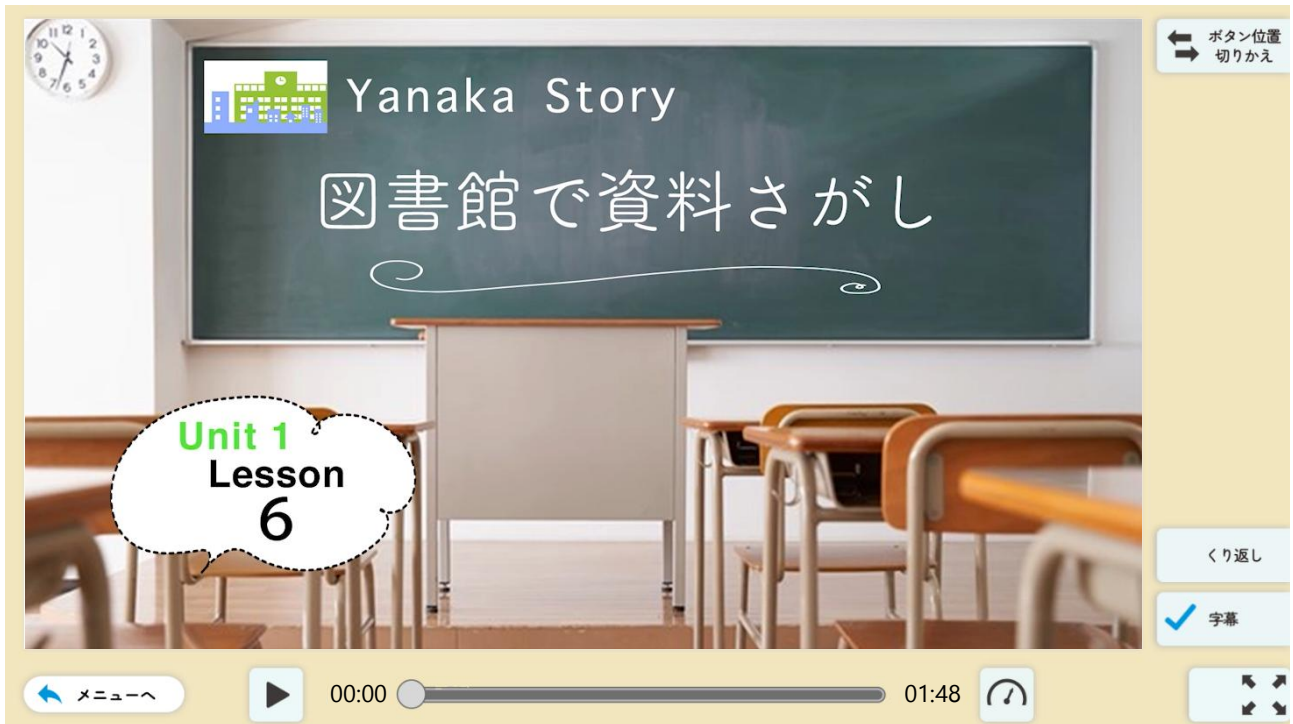 ボタン位置
切りかえ
Yanaka Story
図書館で資料さがし
Unit 1
Lesson
6
くり返し
字幕
メニューへ
00:00
01:48